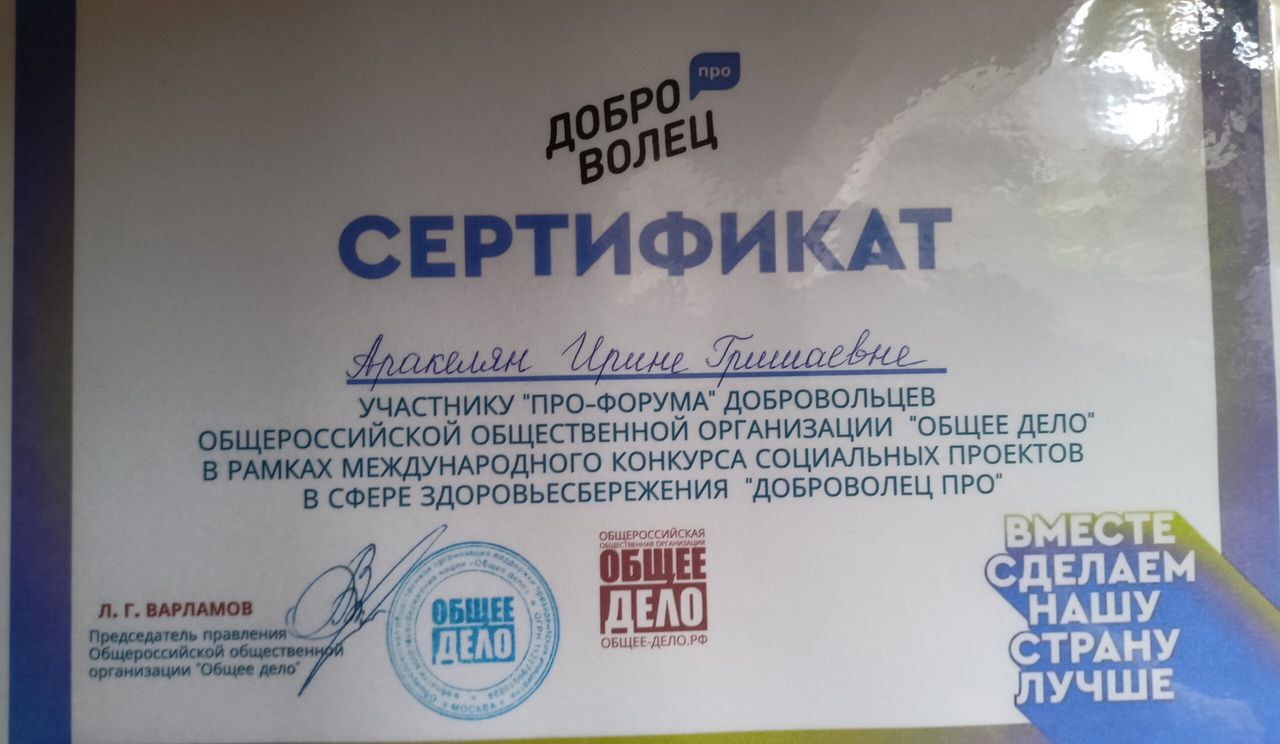 про
ДОБРО
ВОЛЕЦ
СЕРТИФИКАТ
Аракелян Ирине Гришаевне
УЧАСТНИКУ "ПРО-ФОРУМА" ДОБРОВОЛЬЦЕВ
ОБЩЕРОССИЙСКОЙ ОБЩЕСТВЕННОЙ ОРГАНИЗАЦИИ "ОБЩЕЕ ДЕЛО"
В РАМКАХ МЕЖДУНАРОДНОГО КОНКУРСА СОЦИАЛЬНЫХ ПРОЕКТОВ
В СФЕРЕ ЗДОРОВЬЕСБЕРЕЖЕНИЯ "ДОБРОВОЛЕЦ ПРО"
Л. Г. ВАРЛАМОВ
Председатель правления
Общероссийской общественной
организации "Общее дело"
ОБЩЕЕ
ДЕЛО
МОСКВА
ОБЩЕРОССИЙСКАЯ
ОБЩЕСТВЕННАЯ ОРГАНИЗАЦИЯ
ОБЩЕЕ
ДЕЛО
ОБЩЕЕ-ДЕЛО.РФ
ВМЕСТЕ
СДЕЛАЕМ
НАШУ
СТРАНУ
ЛУЧШЕ